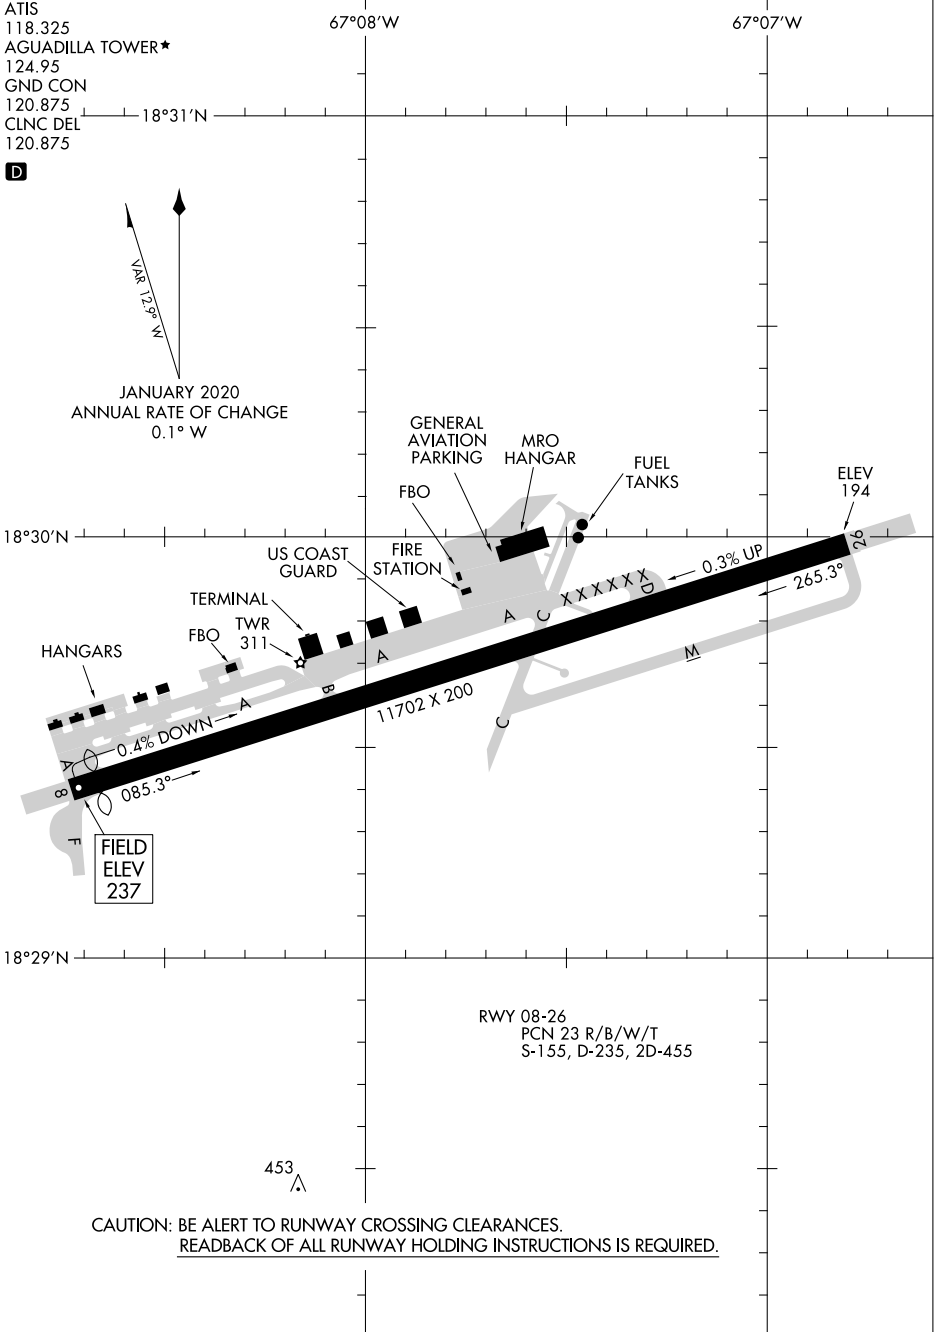 ATIS
118.325
AGUADILLA TOWER★
124.95
GND CON
120.875
CLNC DEL
120.875
D
67°08'W
67°07'W
18°31'N
VAR 12.9° W
JANUARY 2020
ANNUAL RATE OF CHANGE
0.1° W
GENERAL
AVIATION
PARKING
MRO
HANGAR
FUEL
TANKS
ELEV
194
FBO
18°30'N
26
US COAST
GUARD
FIRE
STATION
0.3% UP
265.3°
X X X X X X X
D
TERMINAL
TWR
311
FBO
HANGARS
A
C
A
W
B
A
11702 X 200
C
0.4% DOWN
A
085.3°
8
F
FIELD
ELEV
237
18°29'N
RWY 08-26
PCN 23 R/B/W/T
S-155, D-235, 2D-455
453
CAUTION: BE ALERT TO RUNWAY CROSSING CLEARANCES.
READBACK OF ALL RUNWAY HOLDING INSTRUCTIONS IS REQUIRED.